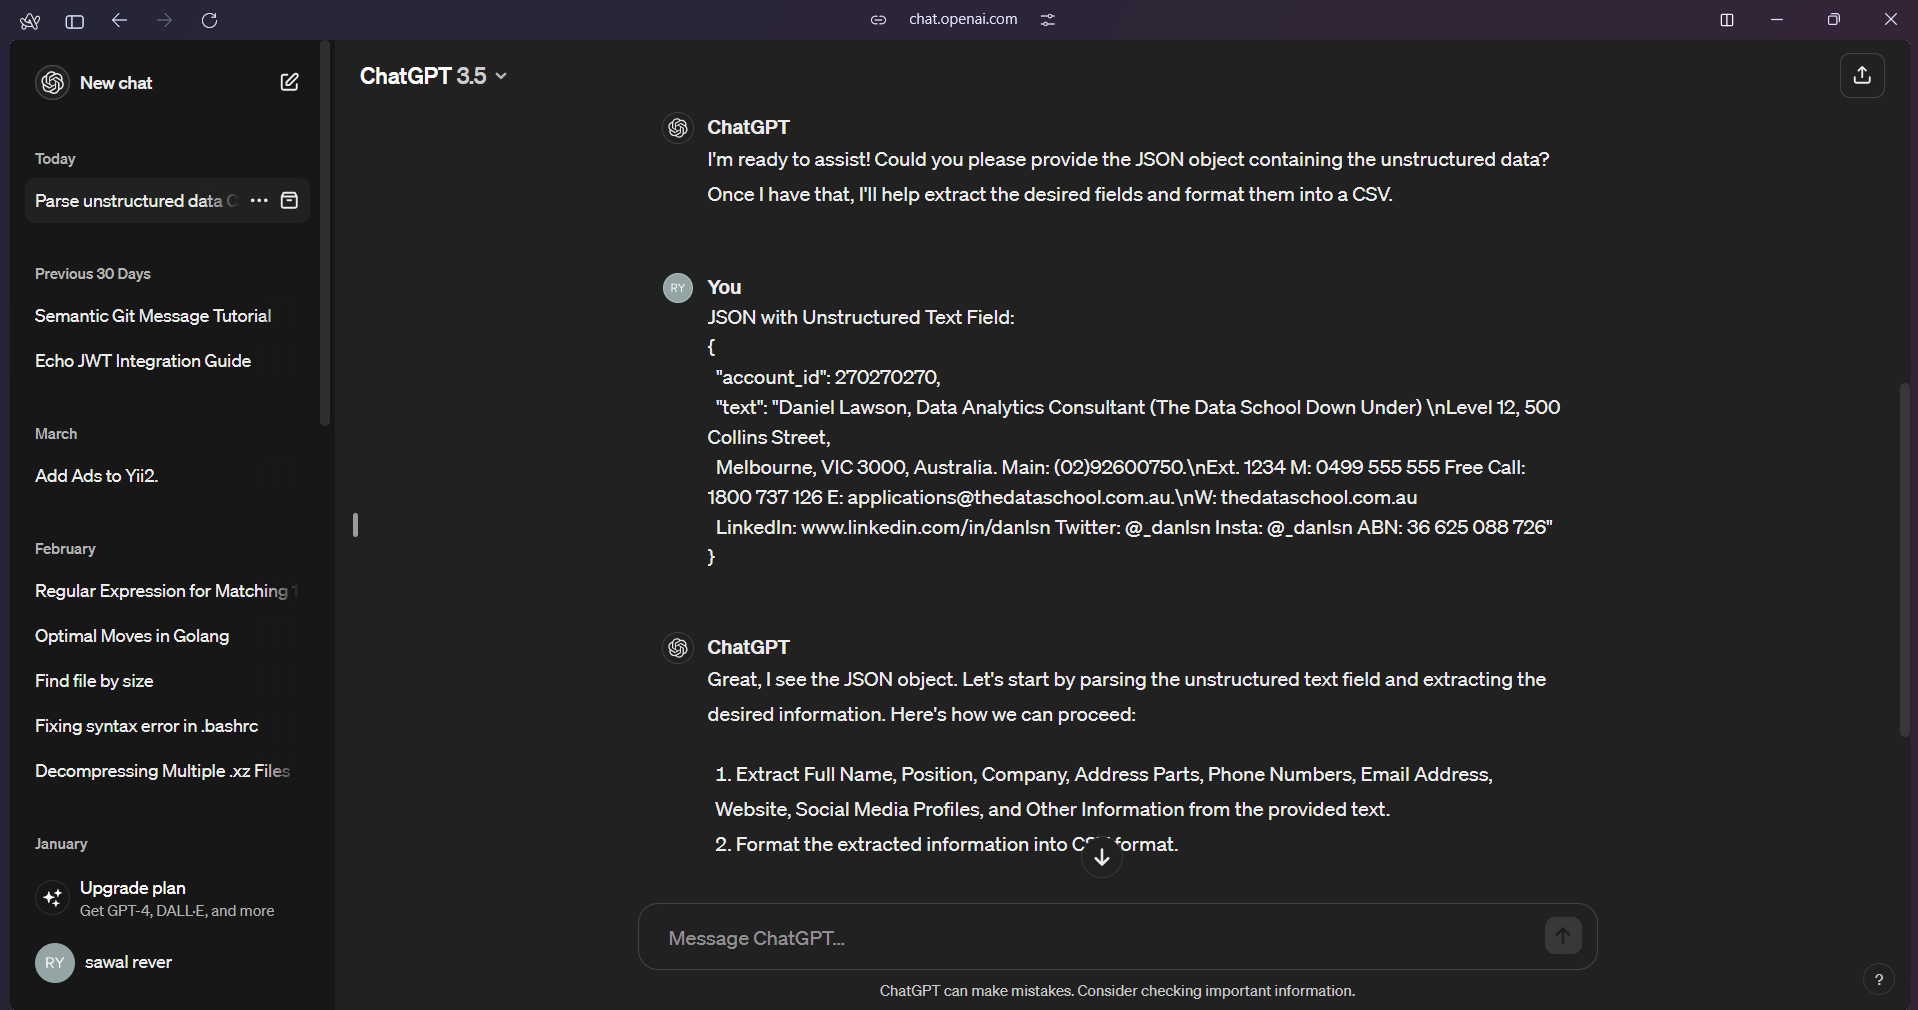 chat.openai.com
New chat
Today
Parse unstructured data C
Previous 30 Days
Semantic Git Message Tutorial
Echo JWT Integration Guide
March
Add Ads to Yii2.
February
Regular Expression for Matching 1
Optimal Moves in Golang
Find file by size
Fixing syntax error in .bashrc
Decompressing Multiple .xz Files
January
Upgrade plan
Get GPT-4, DALL·E, and more
RY
sawal rever
ChatGPT 3.5
ChatGPT
I'm ready to assist! Could you please provide the JSON object containing the unstructured data?
Once I have that, I'll help extract the desired fields and format them into a CSV.
RY
You
JSON with Unstructured Text Field:
{
"account_id": 270270270,
"text": "Daniel Lawson, Data Analytics Consultant (The Data School Down Under) \nLevel 12, 500
Collins Street,
Melbourne, VIC 3000, Australia. Main: (02)92600750.\nExt. 1234 M: 0499 555 555 Free Call:
1800 737 126 E: applications@thedataschool.com.au.\nW: thedataschool.com.au
LinkedIn: www.linkedin.com/in/danlsn Twitter: @_danlsn Insta: @_danlsn ABN: 36 625 088 726"
}
ChatGPT
Great, I see the JSON object. Let's start by parsing the unstructured text field and extracting the
desired information. Here's how we can proceed:
1. Extract Full Name, Position, Company, Address Parts, Phone Numbers, Email Address,
Website, Social Media Profiles, and Other Information from the provided text.
2. Format the extracted information into CSV format.
Message ChatGPT…
ChatGPT can make mistakes. Consider checking important information.
?